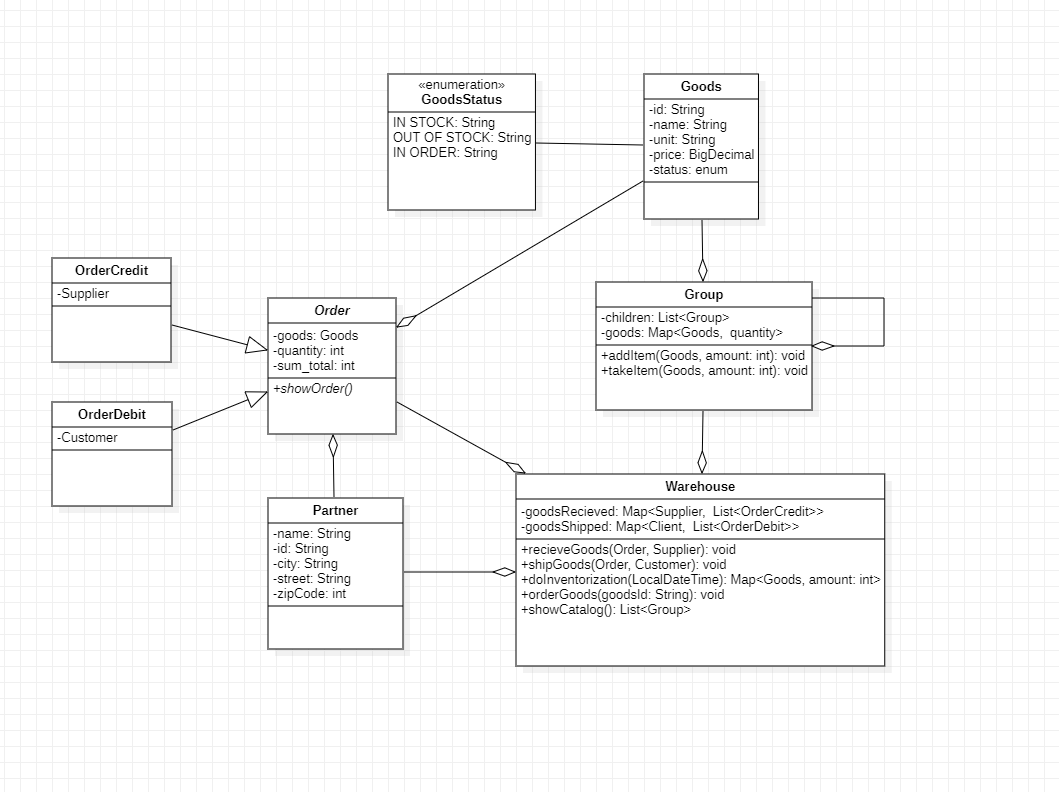 «enumeration»
GoodsStatus
IN STOCK: String
OUT OF STOCK: String
IN ORDER: String
Goods
-id: String
-name: String
-unit: String
-price: BigDecimal
-status: enum
OrderCredit
-Supplier
Order
-goods: Goods
-quantity: int
-sum_total: int
+showOrder()
Group
-children: List<Group>
-goods: Map<Goods, quantity>
+addItem(Goods, amount: int): void
+takeItem(Goods, amount: int): void
OrderDebit
-Customer
Partner
-name: String
-id: String
-city: String
-street: String
-zipCode: int
Warehouse
-goodsRecieved: Map<Supplier, List<OrderCredit>>
-goodsShipped: Map<Client, List<OrderDebit>>
+recieveGoods(Order, Supplier): void
+shipGoods(Order, Customer): void
+doInventorization(LocalDateTime): Map<Goods, amount: int>
+orderGoods(goodsId: String): void
+showCatalog(): List<Group>